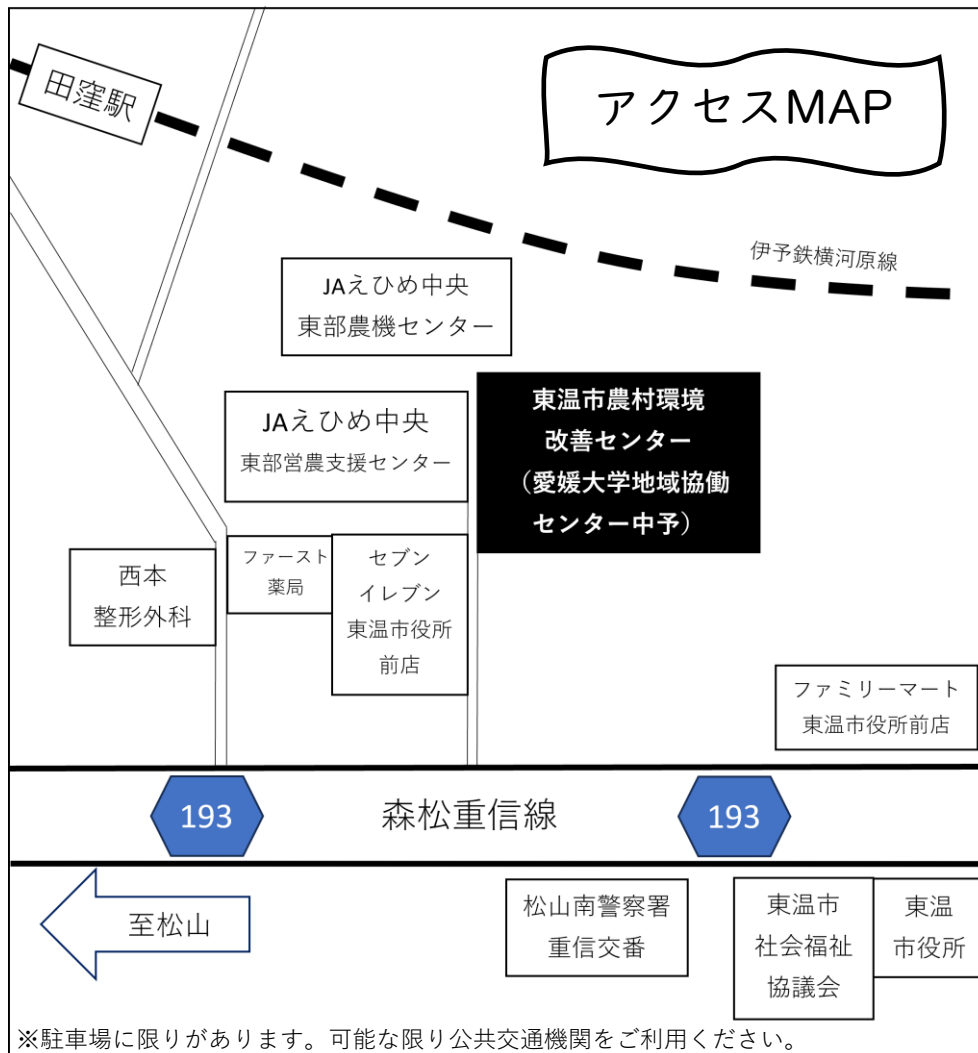 田窪駅
アクセスMAP
伊予鉄横河原線
JAえひめ中央
東部農機センター
JAえひめ中央
東部営農支援センター
東温市農村環境
改善センター
（愛媛大学地域協働
センター中予）
西本
整形外科
ファースト
薬局
セブン
イレブン
東温市役所
前店
ファミリーマート
東温市役所前店
193
森松重信線
193
至松山
松山南警察署
重信交番
東温市
社会福祉
協議会
東温
市役所
※駐車場に限りがあります。可能な限り公共交通機関をご利用ください。